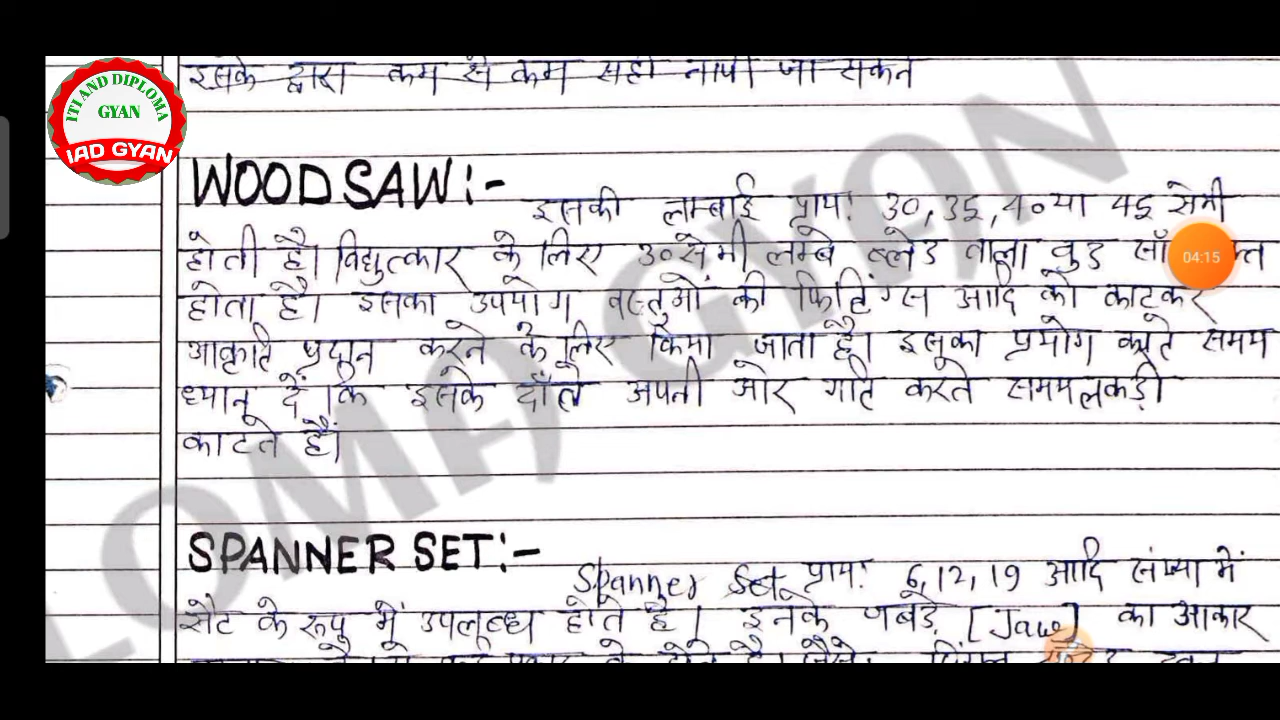 ITI AND DIPLOMA
GYAN
IAD GYAN
इसके द्वारा कम से कम सही नापी जा सकत
WOOD SAW:-
इसकी लम्बाई प्राय: 30, 35, 40 या 45 सेमी
होती है। विद्युत्कार के लिए 30 सेमी लम्बे ब्लेड वाला वुड सॉ
04:15
होता है। इसका उपयोग वस्तुओं की फिटिंग्स आदि को काटकर
आकृति प्रदान करने के लिए किया जाता है। इसका प्रयोग करते समय
ध्यान दें कि इसके दाँते अपनी ओर गति करते समय लकड़ी
काटते हैं।
SPANNER SET:-
Spanner Set प्राय: 6, 12, 19 आदि संख्या में
सैट के रूप में उपलब्ध होते है। इनके जबड़े [Jaw] का आकार
LOMA) GYAN